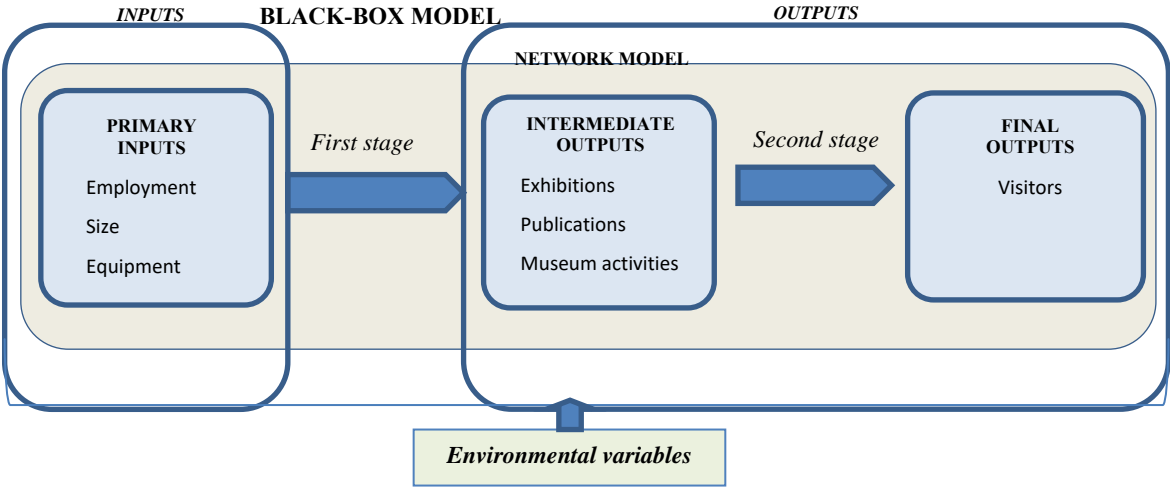 INPUTS
BLACK-BOX MODEL
OUTPUTS
NETWORK MODEL
PRIMARY
INPUTS
Employment
Size
Equipment
First stage
INTERMEDIATE
OUTPUTS
Exhibitions
Publications
Museum activities
Second stage
FINAL
OUTPUTS
Visitors
Environmental variables